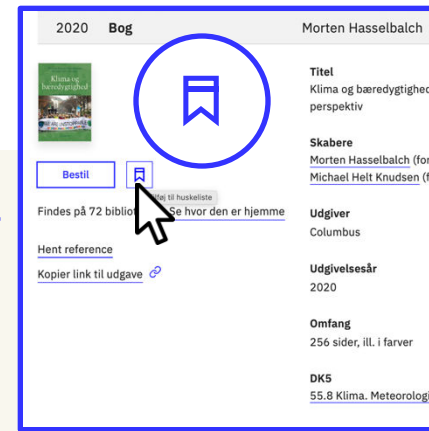 2020 Bog Morten Hasselbalch
Klima og
bæredygtighed
Bestil
til huskeliste
Findes på 72 Se hvor den er hjemme
Hent reference
Kopier link til udgave
Titel
Klima og bæredygtighed
perspektiv
Skabere
Morten Hasselbalch
Michael Helt Knudsen
Udgiver
Columbus
Udgivelsesår
2020
Omfang
256 sider, ill. i farver
DK5
55.8 Klima. Meteorologi